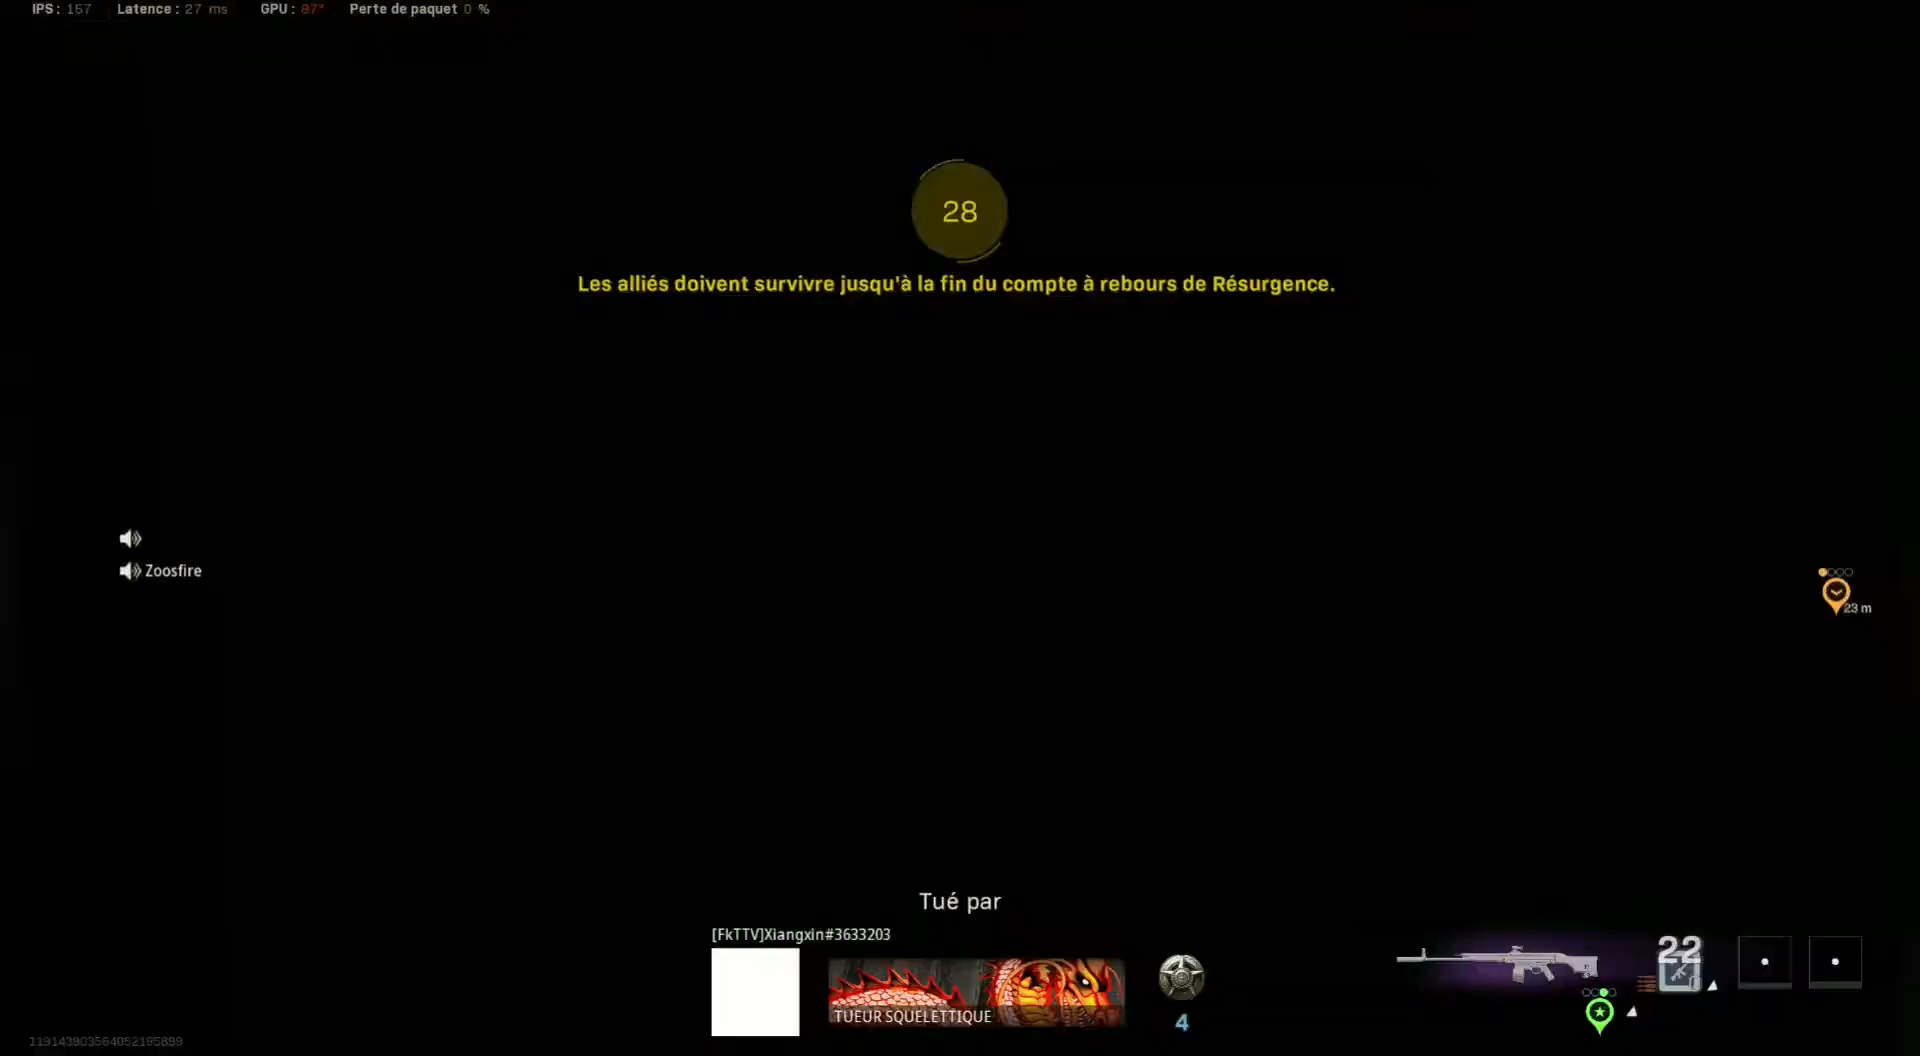 IPS : 157 Latence : 27 ms GPU : 87° Perte de paquet 0 %
28
Les alliés doivent survivre jusqu'à la fin du compte à rebours de Résurgence.
Zoosfire
23 m
Tué par
[FkTTV]Xiangxin#3633203
TUEUR SQUELETTIQUE
4
22